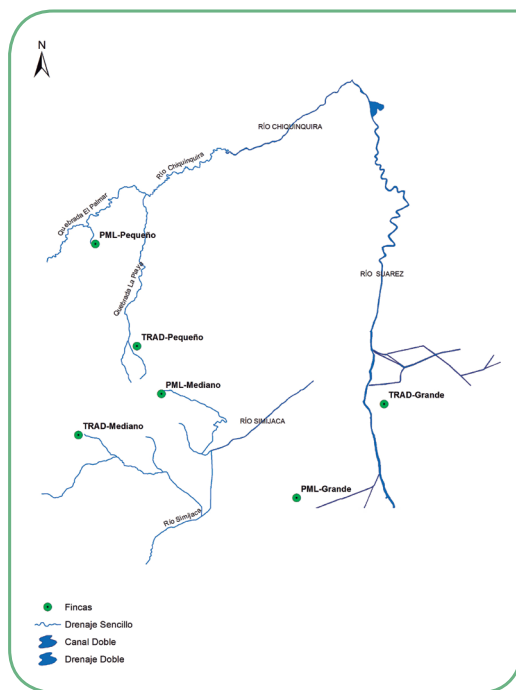 N
RÍO CHIQUINQUIRA
Río Chiquinquira
Quebrada El Palmar
PML-Pequeño
Quebrada La Playa
RÍO SUAREZ
TRAD-Pequeño
PML-Mediano
TRAD-Grande
RÍO SIMIJACA
TRAD-Mediano
PML-Grande
Río Simijaca
Fincas
Drenaje Sencillo
Canal Doble
Drenaje Doble